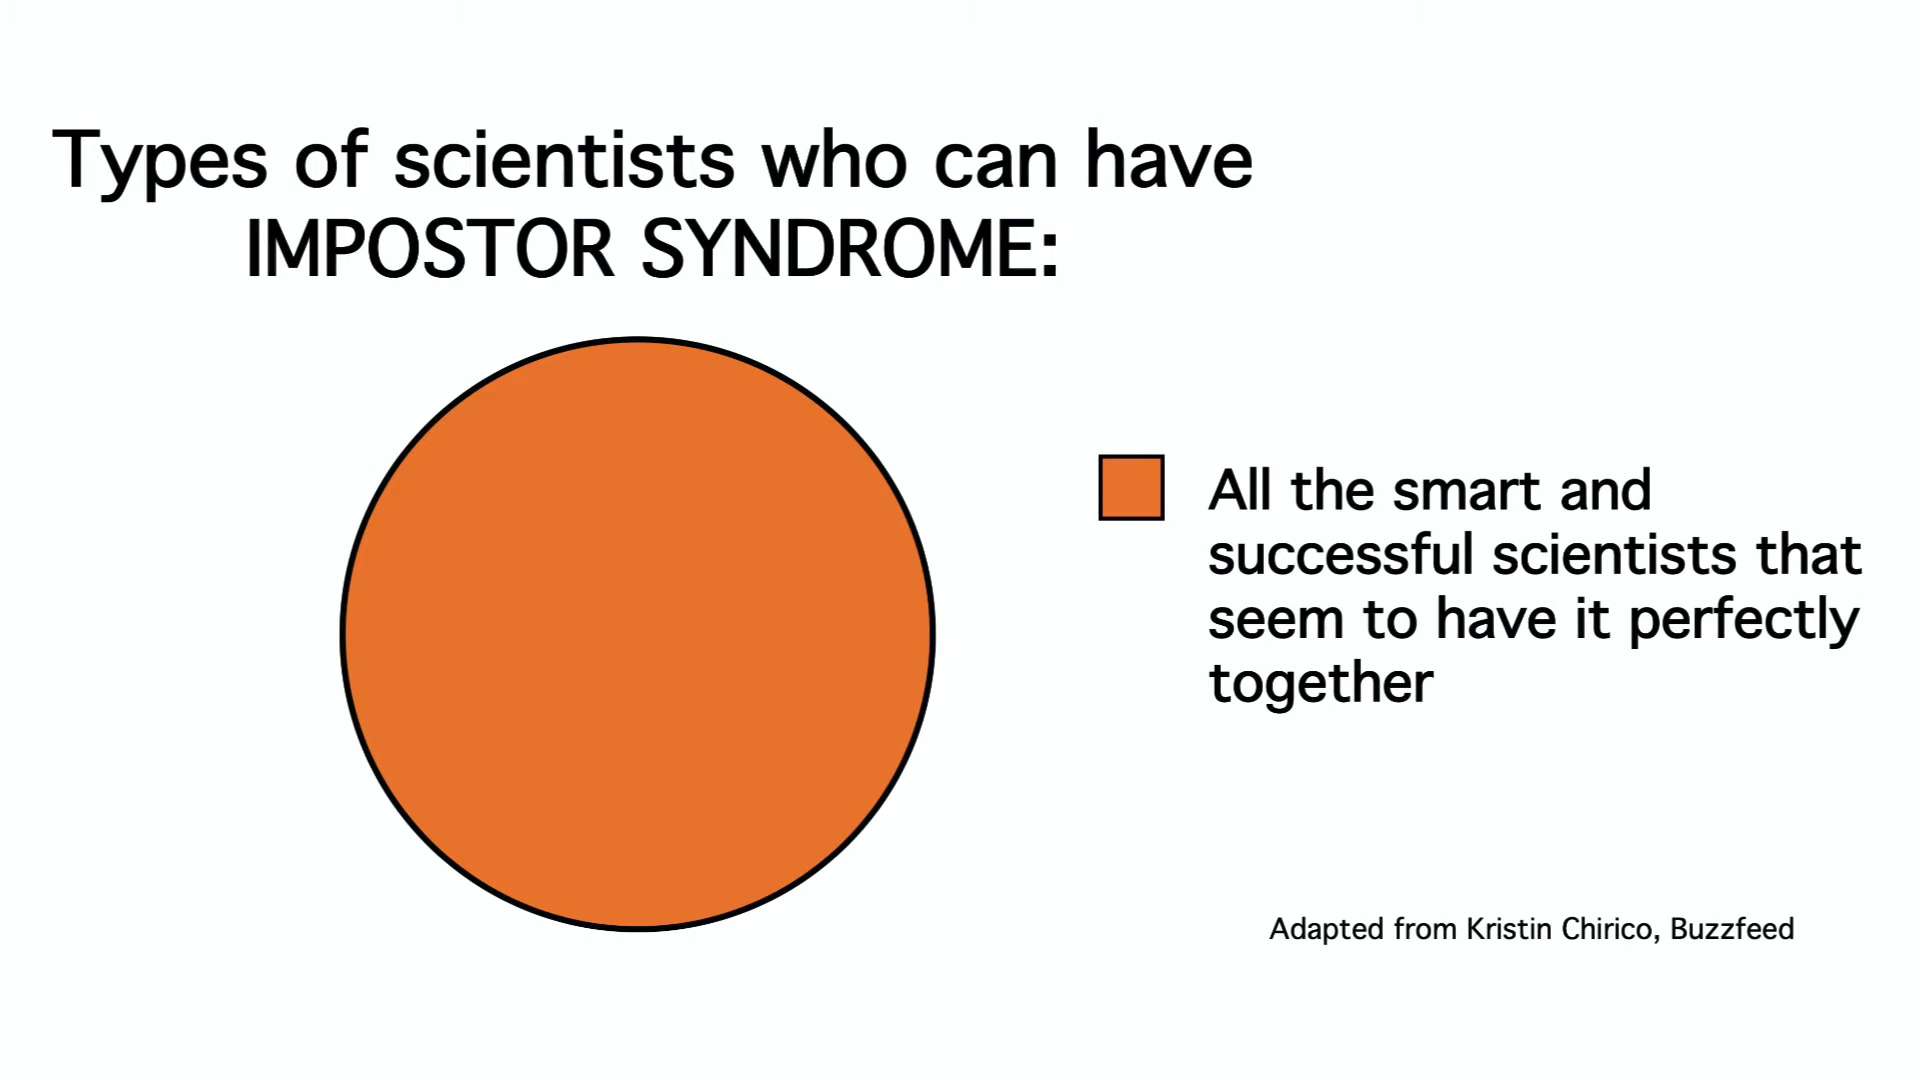 Types of scientists who can have
IMPOSTOR SYNDROME:
All the smart and
successful scientists that
seem to have it perfectly
together
Adapted from Kristin Chirico, Buzzfeed